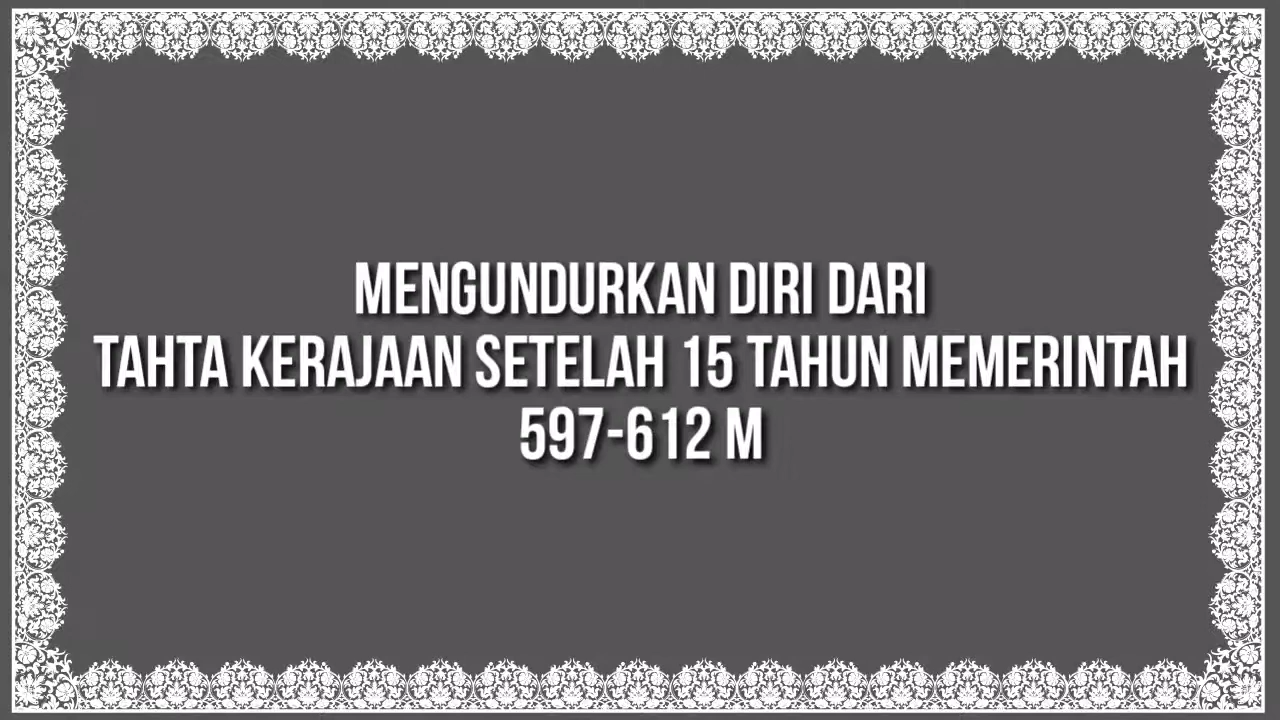 MENGUNDURKAN DIRI DARI
TAHTA KERAJAAN SETELAH 15 TAHUN MEMERINTAH
597-612 M